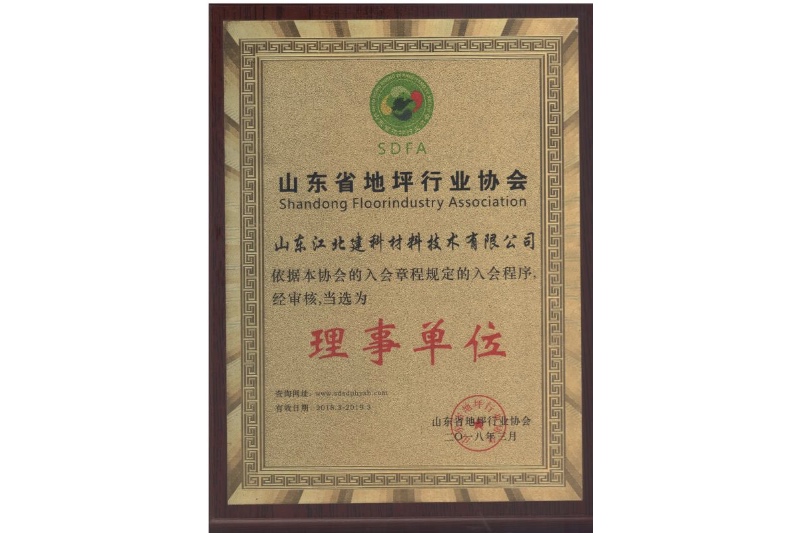 SDFA
山东省地坪行业协会
Shandong Floorindustry Association
山东江北建科材料技术有限公司
依据本协会的入会章程规定的入会程序,
经审核,当选为
理事单位
查询网址:
有效日期: 2018.3-2019.3
山东省地坪行业协会
二〇一八年三月